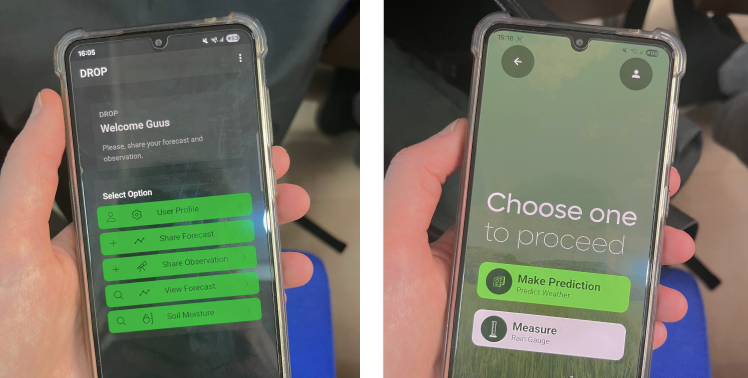 16:05
DROP
DROP
Welcome Guus
Please, share your forecast and
observation.
Select Option
User Profile
Share Forecast
Share Observation
View Forecast
Soil Moisture
15:18
Choose one
to proceed
Make Prediction
Predict Weather
Measure
Rain Gauge